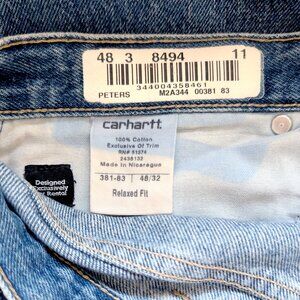 48 3 8494 11
344004358461
PETERS M2A344 00381 83
carhartt
100% Cotton
Exclusive Of Trim
RN# 51274
2438132
Made In Nicaragua
381-83 48/32
Relaxed Fit
Designed
Exclusively
for Rental